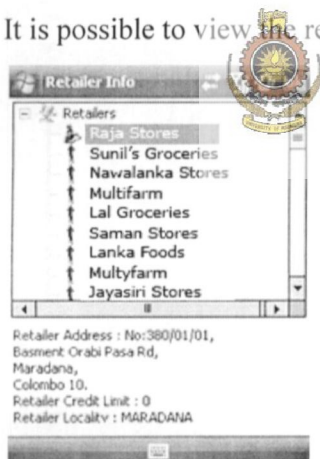 It is possible to view the re
Retailer Info
Retailers
Raja Stores
Sunil's Groceries
Nawalanka Stores
Multifarm
Lal Groceries
Saman Stores
Lanka Foods
Multyfarm
Jayasiri Stores
Retailer Address : No:380/01/01,
Basment Orabi Pasa Rd,
Maradana,
Colombo 10.
Retailer Credit Limit : 0
Retailer Locality : MARADANA